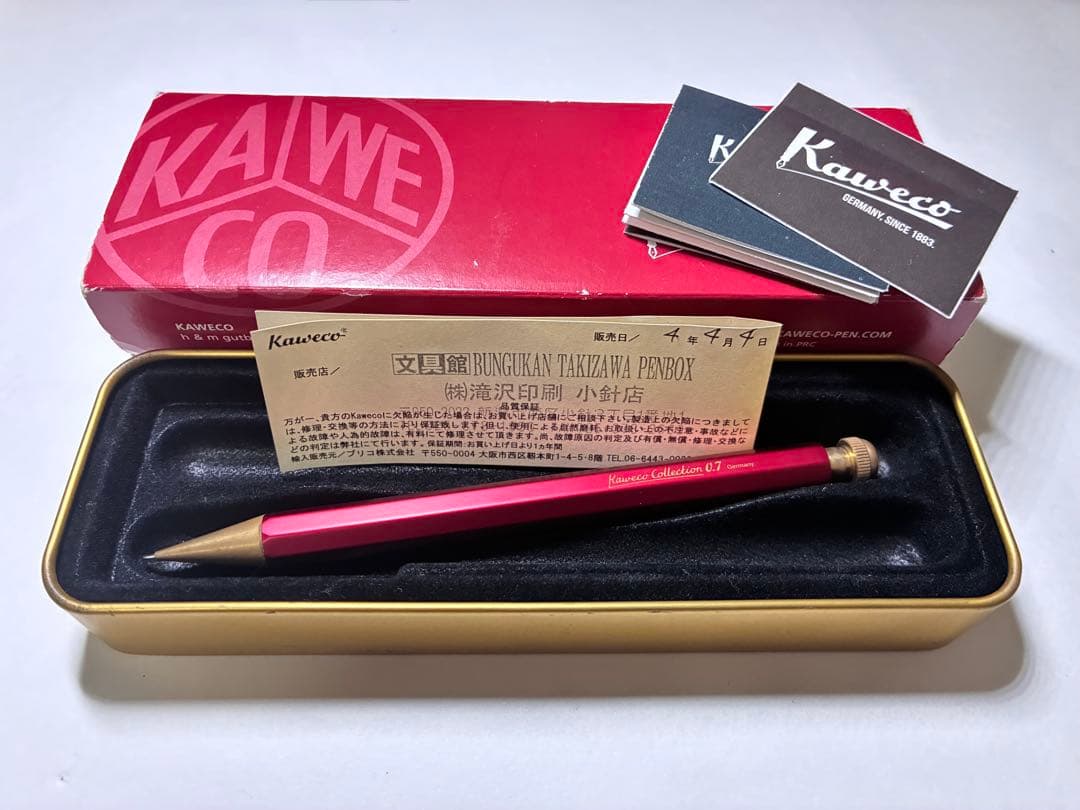 KAWE
CO
KAWECO
h & m gutb
KAWECO-PEN.COM
in PRC
Kaweco
GERMANY, SINCE 1883.
Kaweco
販売日/ 4年4月4日
販売店/
文具館 BUNGUKAN TAKIZAWA PENBOX
㈱滝沢印刷 小針店
品質保証
万が一、貴方のKawecoに欠陥が生じた場合は、お買い上げ店舗にご相談下さい。製造上の欠陥につきまして
は、修理・交換等の方法により保証致します。但し、使用による自然磨耗、お取扱い上の不注意・事故などに
よる故障や人為的故障は、有料にて修理させて頂きます。尚、故障原因の判定及び有償・無償・修理・交換な
どの判定は弊社にて行います。保証期間:お買い上げ日より1ヵ年間
輸入販売元/プリコ株式会社 〒550-0004 大阪市西区靭本町1-4-5-8階 TEL.06-6443-00
Kaweco Collection 0.7 Germany